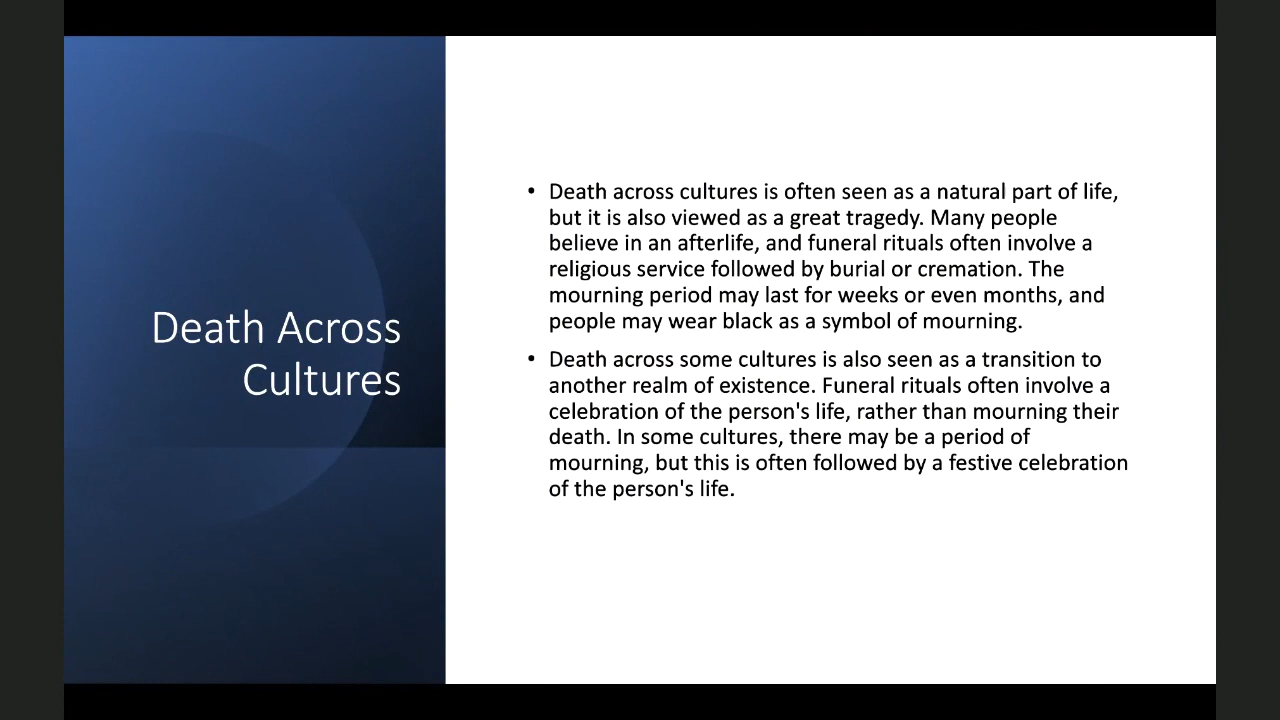 Death Across
Cultures
• Death across cultures is often seen as a natural part of life,
but it is also viewed as a great tragedy. Many people
believe in an afterlife, and funeral rituals often involve a
religious service followed by burial or cremation. The
mourning period may last for weeks or even months, and
people may wear black as a symbol of mourning.
• Death across some cultures is also seen as a transition to
another realm of existence. Funeral rituals often involve a
celebration of the person's life, rather than mourning their
death. In some cultures, there may be a period of
mourning, but this is often followed by a festive celebration
of the person's life.